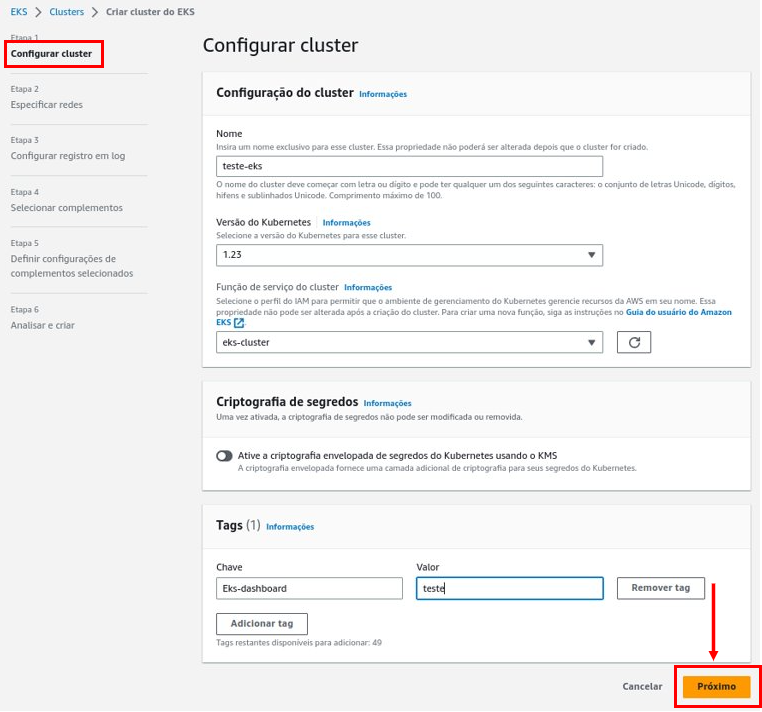 EKS > Clusters > Criar cluster do EKS
Etapa 1
Configurar cluster
Etapa 2
Especificar redes
Etapa 3
Configurar registro em log
Etapa 4
Selecionar complementos
Etapa 5
Definir configurações de
complementos selecionados
Etapa 6
Analisar e criar
Configurar cluster
Configuração do cluster Informações
Nome
Insira um nome exclusivo para esse cluster. Essa propriedade não poderá ser alterada depois que o cluster for criado.
teste-eks
O nome do cluster deve começar com letra ou dígito e pode ter qualquer um dos seguintes caracteres: o conjunto de letras Unicode, dígitos,
hifens e sublinhados Unicode. Comprimento máximo de 100.
Versão do Kubernetes Informações
Selecione a versão do Kubernetes para esse cluster.
1.23
Função de serviço do cluster Informações
Selecione o perfil do IAM para permitir que o ambiente de gerenciamento do Kubernetes gerencie recursos da AWS em seu nome. Essa
propriedade não pode ser alterada após a criação do cluster. Para criar uma nova função, siga as instruções no Guia do usuário do Amazon
EKS
eks-cluster
Criptografia de segredos Informações
Uma vez ativada, a criptografia de segredos não pode ser modificada ou removida.
Ative a criptografia envelopada de segredos do Kubernetes usando o KMS
A criptografia envelopada fornece uma camada adicional de criptografia para seus segredos do Kubernetes.
Tags (1) Informações
Chave Valor
Eks-dashboard teste Remover tag
Adicionar tag
Tags restantes disponíveis para adicionar: 49
Cancelar Próximo